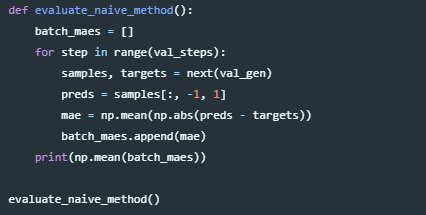 def evaluate_naive_method():
    batch_maes = []
    for step in range(val_steps):
        samples, targets = next(val_gen)
        preds = samples[:, -1, 1]
        mae = np.mean(np.abs(preds - targets))
        batch_maes.append(mae)
    print(np.mean(batch_maes))

evaluate_naive_method()